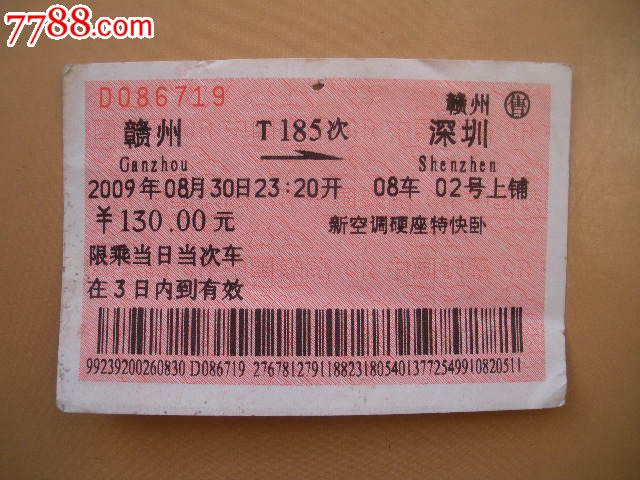 7788.com
D086719
赣州 售
赣州 T185次 深圳
Ganzhou Shenzhen
2009年08月30日23:20开 08车 02号上铺
¥130.00元 新空调硬座特快卧
限乘当日当次车
在3日内到有效
99239200260830 D086719 276781279118882318054013772549910820511